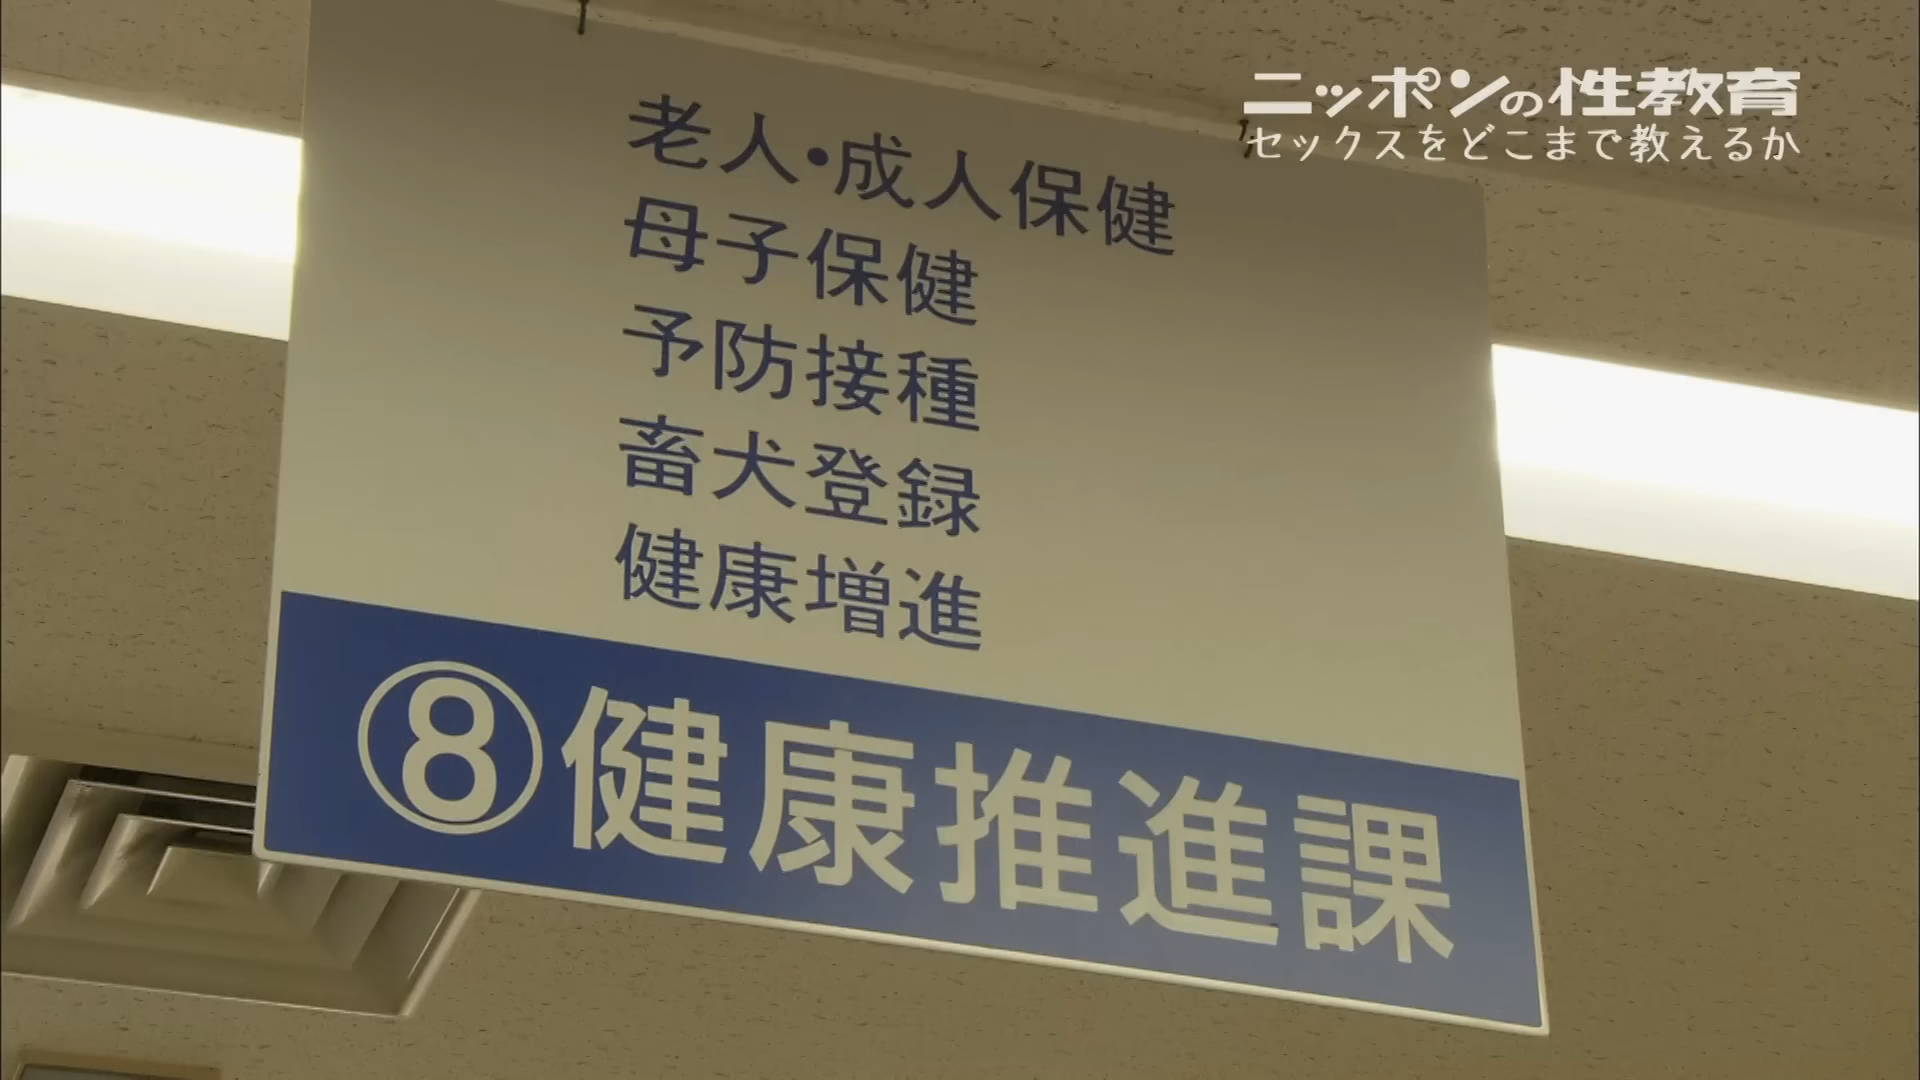 ニッポンの性教育
セックスをどこまで教えるか
老人・成人保健
母子保健
予防接種
畜犬登録
健康増進
⑧健康推進課